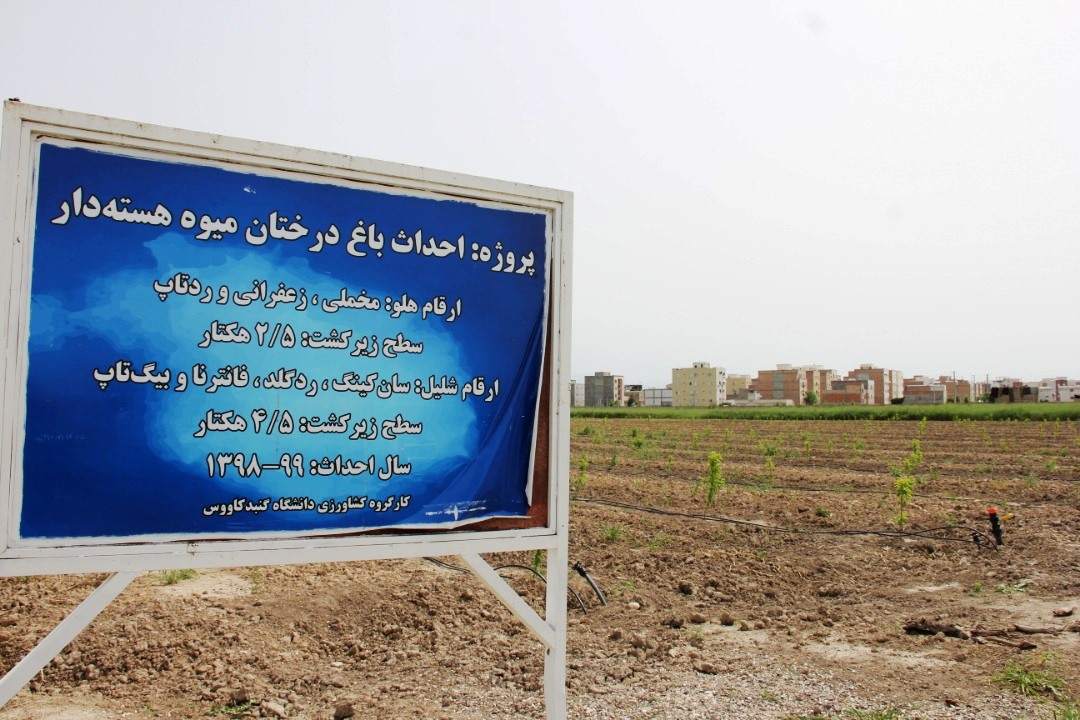 پروژه: احداث باغ درختان میوه هسته‌دار
ارقام هلو: مخملی، زعفرانی و ردتاپ
سطح زیرکشت: ۲/۵ هکتار
ارقام شلیل: سان‌کینگ، ردگلد، فانترنا و بیگ‌تاپ
سطح زیرکشت: ۴/۵ هکتار
سال احداث: ۹۹-۱۳۹۸
کارگروه کشاورزی دانشگاه گنبدکاووس